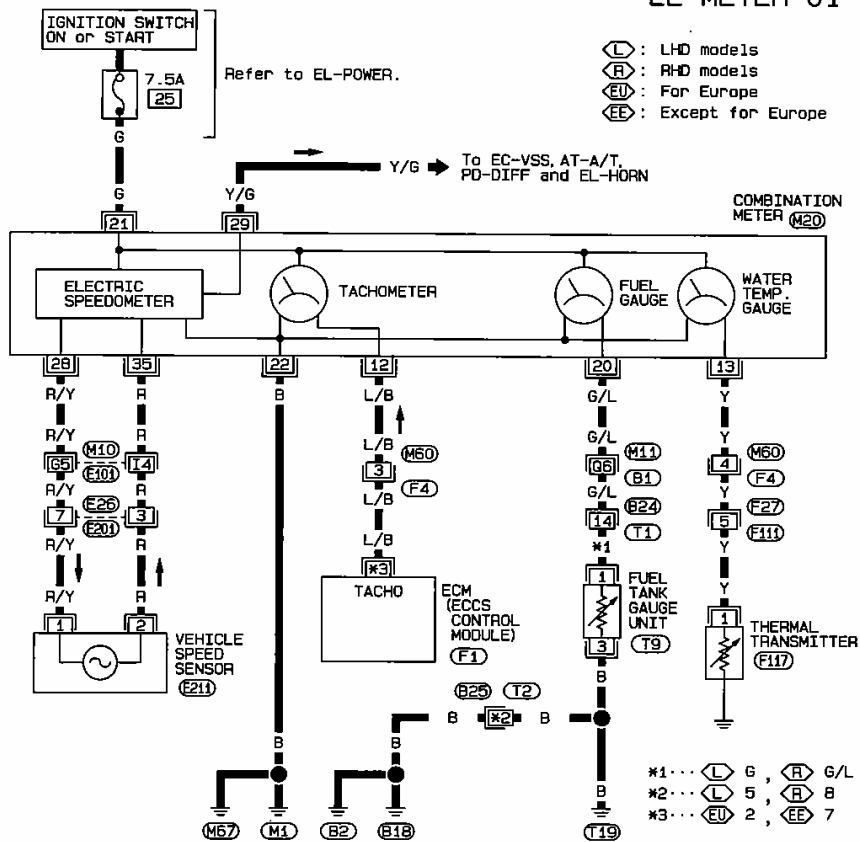 EL-METER-01
IGNITION SWITCH
ON or START
7.5A
25
Refer to EL-POWER.
L : LHD models
R : RHD models
EU : For Europe
EE : Except for Europe
G
G
Y/G
Y/G
To EC-VSS, AT-A/T,
PD-DIFF and EL-HORN
COMBINATION
METER M20
21
29
ELECTRIC
SPEEDOMETER
TACHOMETER
FUEL
GAUGE
WATER
TEMP.
GAUGE
28
35
22
12
20
13
R/Y
R
B
L/B
G/L
Y
R/Y
R
L/B
G/L
Y
G5
M10
E101
I4
3
M60
F4
Q6
M11
B1
4
M60
F4
R/Y
R
L/B
G/L
Y
7
E26
E201
3
14
B24
T1
5
F27
F111
R/Y
R
L/B
*1
Y
R/Y
R
Y
1
2
VEHICLE
SPEED
SENSOR
E211
*3
TACHO
ECM
(ECCS
CONTROL
MODULE)
F1
1
3
FUEL
TANK
GAUGE
UNIT
T9
1
THERMAL
TRANSMITTER
F117
B
B25
T2
B
*2
B
B
B
B
M67
M1
B2
B18
T19
*1··· L G , R G/L
*2··· L 5 , R 8
*3··· EU 2 , EE 7